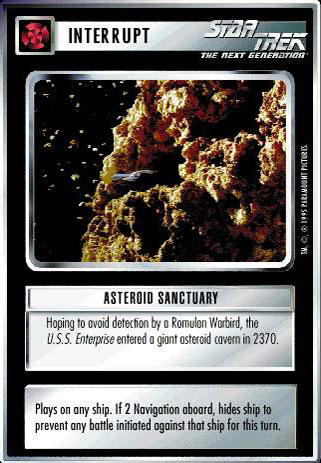 INTERRUPT
STAR TREK
THE NEXT GENERATION
TM, ©, ® 1995 PARAMOUNT PICTURES
ASTEROID SANCTUARY
Hoping to avoid detection by a Romulan Warbird, the
U.S.S. Enterprise entered a giant asteroid cavern in 2370.
Plays on any ship. If 2 Navigation aboard, hides ship to
prevent any battle initiated against that ship for this turn.